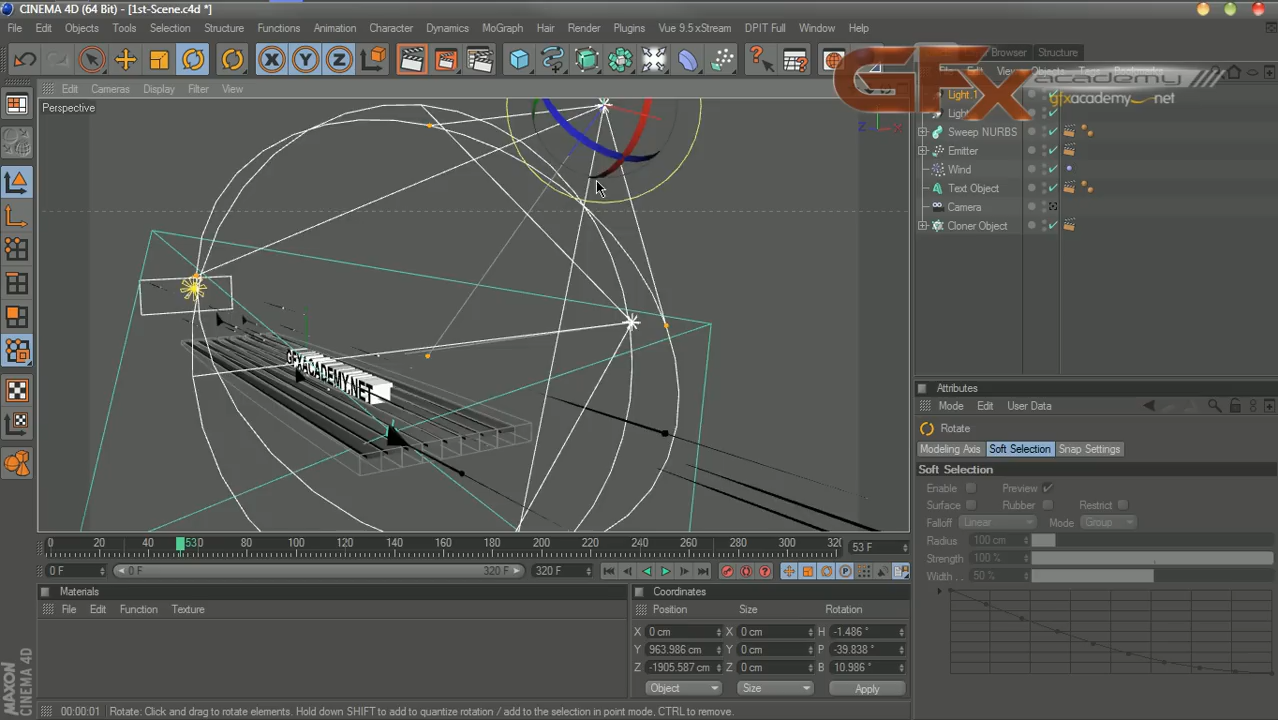 CINEMA 4D (64 Bit) - [1st-Scene.c4d *]
File Edit Objects Tools Selection Structure Functions Animation Character Dynamics MoGraph Hair Render Plugins Vue 9.5 xStream DPIT Full Window Help
X Y Z
Browser Structure
GFX academy
gfxacademy.net
Edit Cameras Display Filter View
Perspective
Z X
Light.1
Light
Sweep NURBS
Emitter
Wind
Text Object
Camera
Cloner Object
GFXACADEMY.NET
Attributes
Mode Edit User Data
Rotate
Modeling Axis Soft Selection Snap Settings
Soft Selection
Enable Preview
Surface Rubber Restrict
Falloff Linear Mode Group
Radius 100 cm
Strength 100 %
Width . . 50 %
0 20 40 530 80 100 120 140 160 180 200 220 240 260 280 300 32 53 F
0 F 0 F 320 F 320 F
Materials
File Edit Function Texture
Coordinates
Position Size Rotation
X 0 cm X 0 cm H -1.486 °
Y 963.986 cm Y 0 cm P -39.838 °
Z -1905.587 cm Z 0 cm B 10.986 °
Object Size Apply
MAXON
CINEMA 4D
00:00:01 Rotate: Click and drag to rotate elements. Hold down SHIFT to add to quantize rotation / add to the selection in point mode, CTRL to remove.